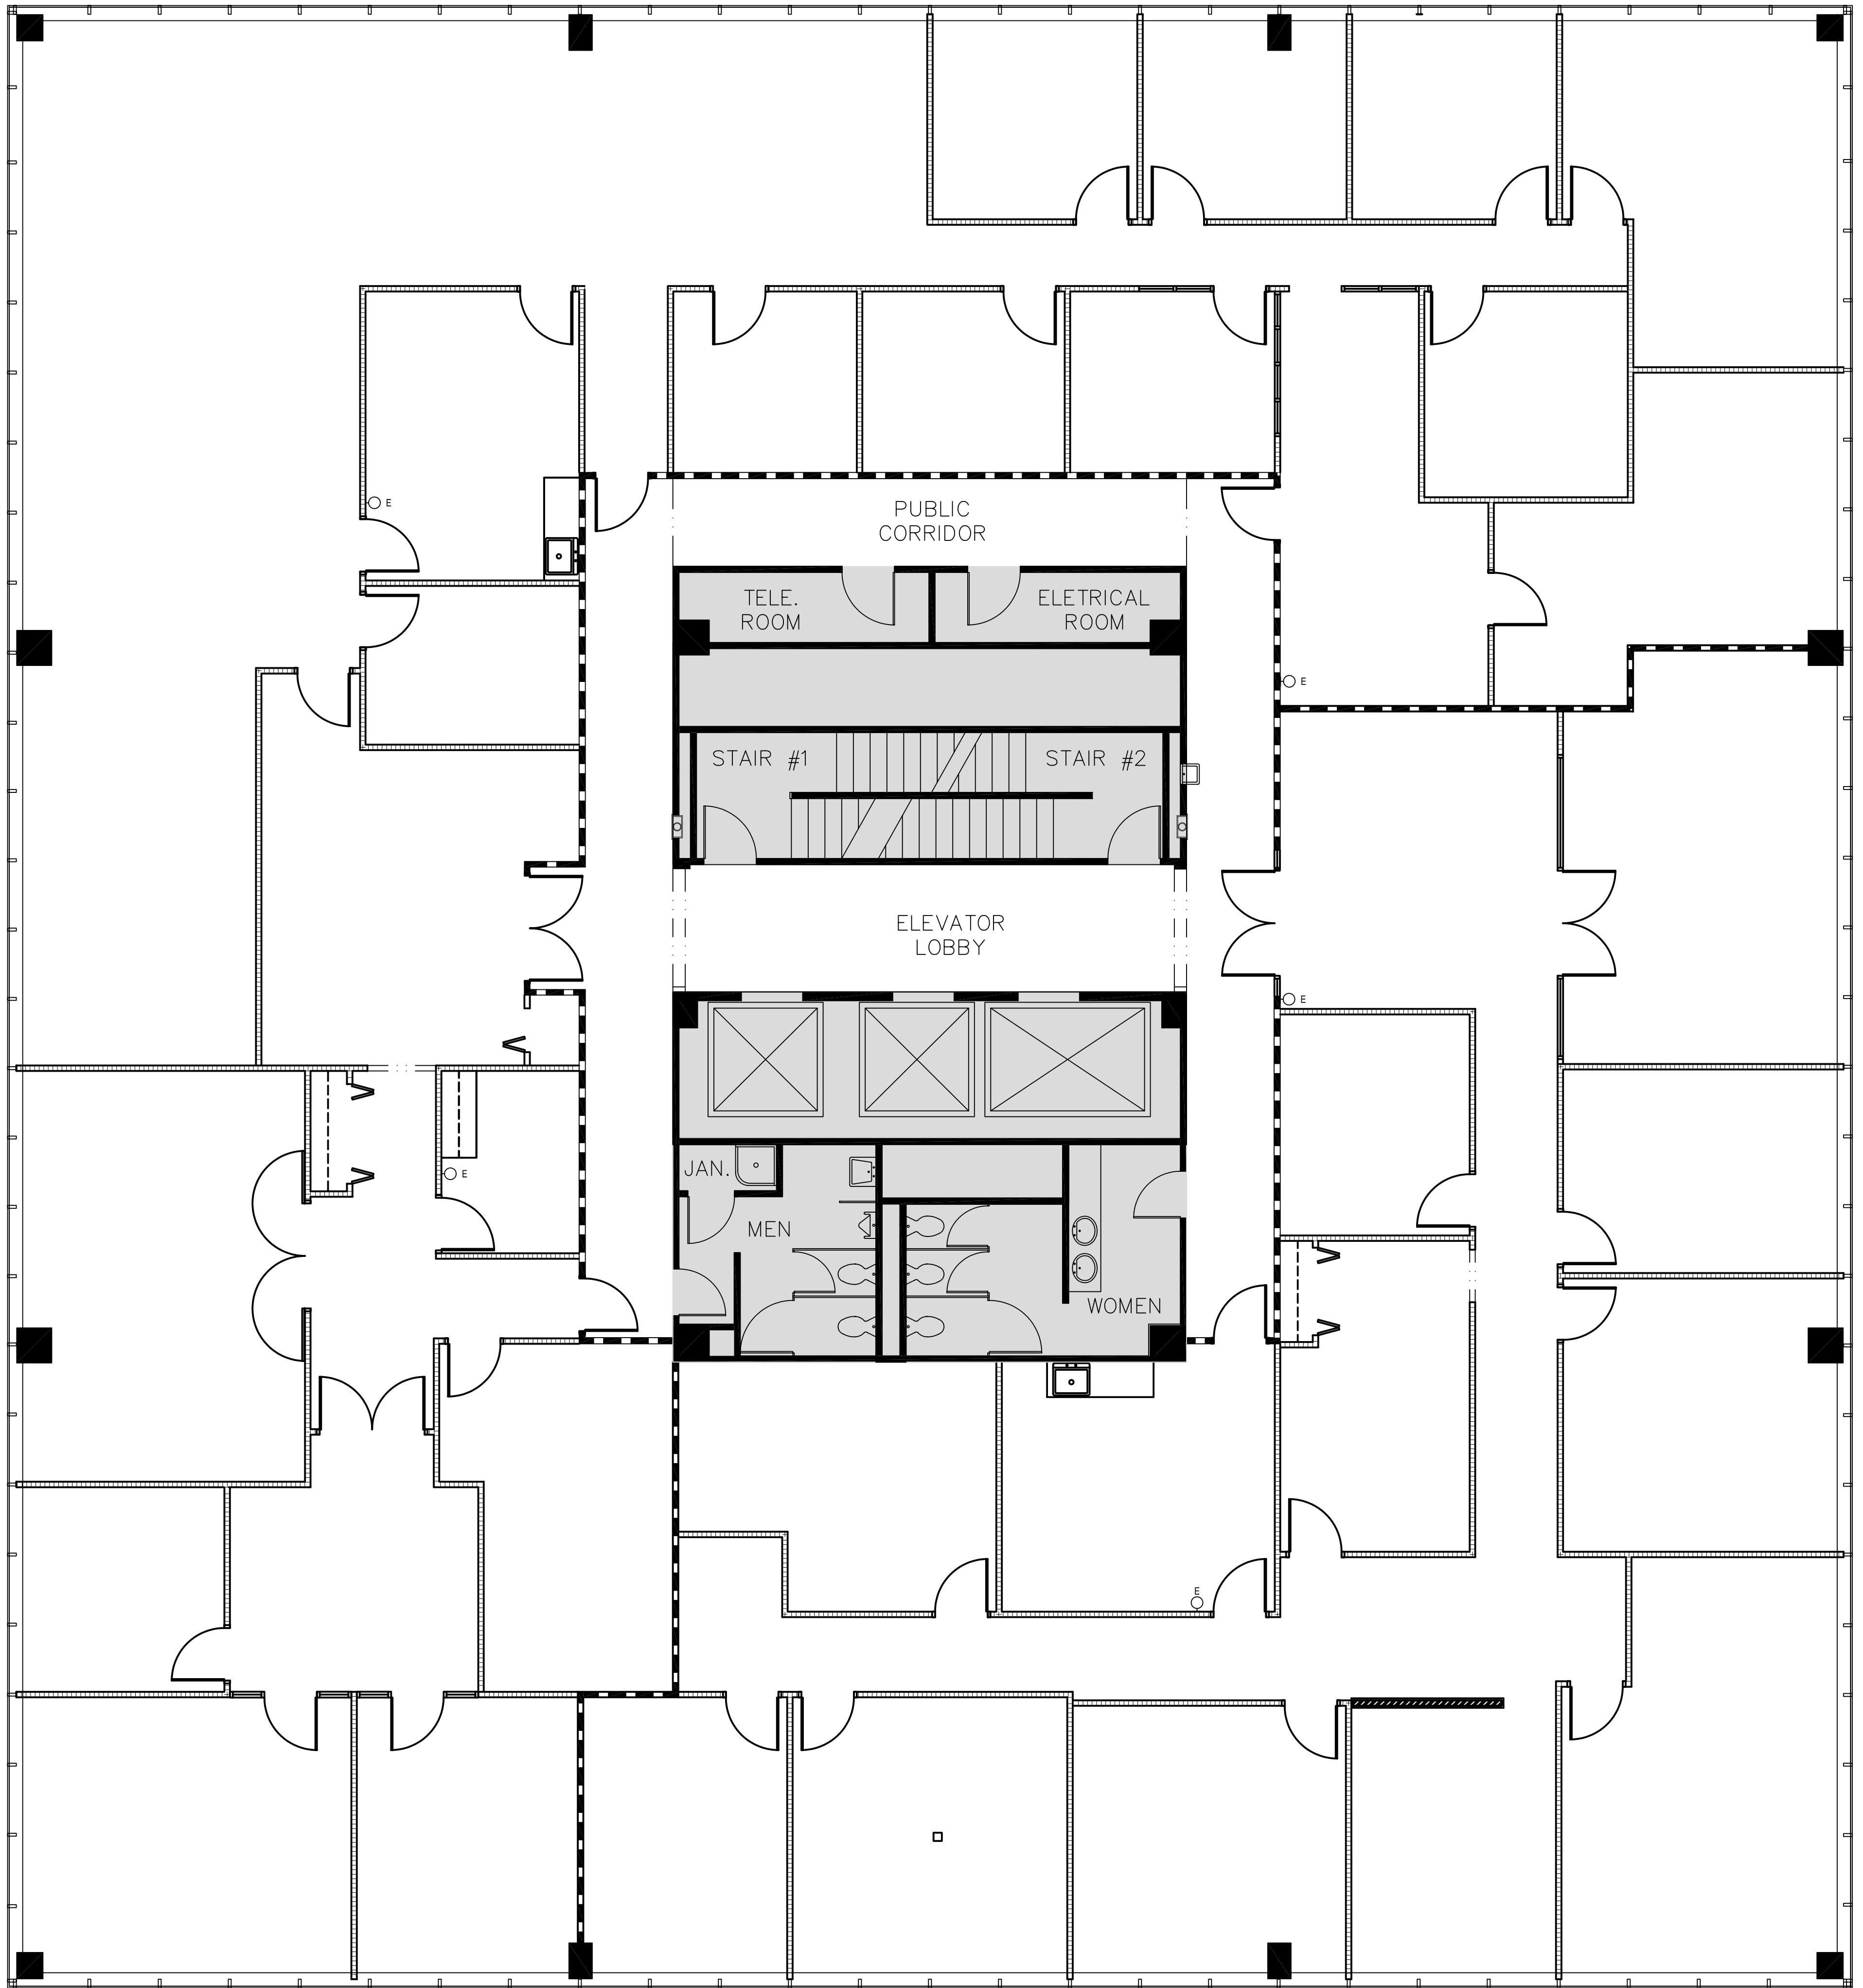 PUBLIC
CORRIDOR
E
TELE.
ROOM
ELETRICAL
ROOM
E
STAIR #1
STAIR #2
ELEVATOR
LOBBY
E
JAN.
E
MEN
WOMEN
E